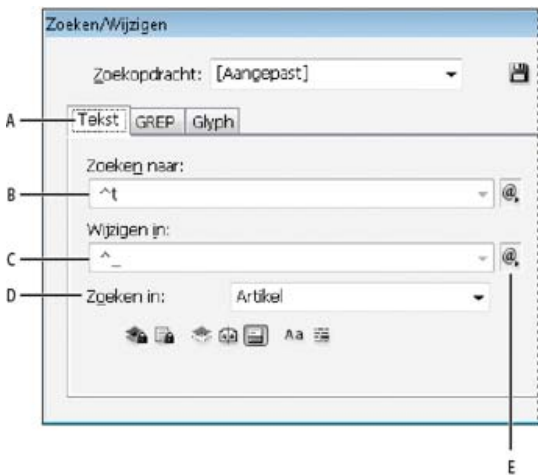 Zoeken/Wijzigen
Zoekopdracht: [Aangepast]
A
Tekst GREP Glyph
Zoeken naar:
B
^t
@
Wijzigen in:
C
^_
@
D
Zoeken in: Artikel
Aa
E